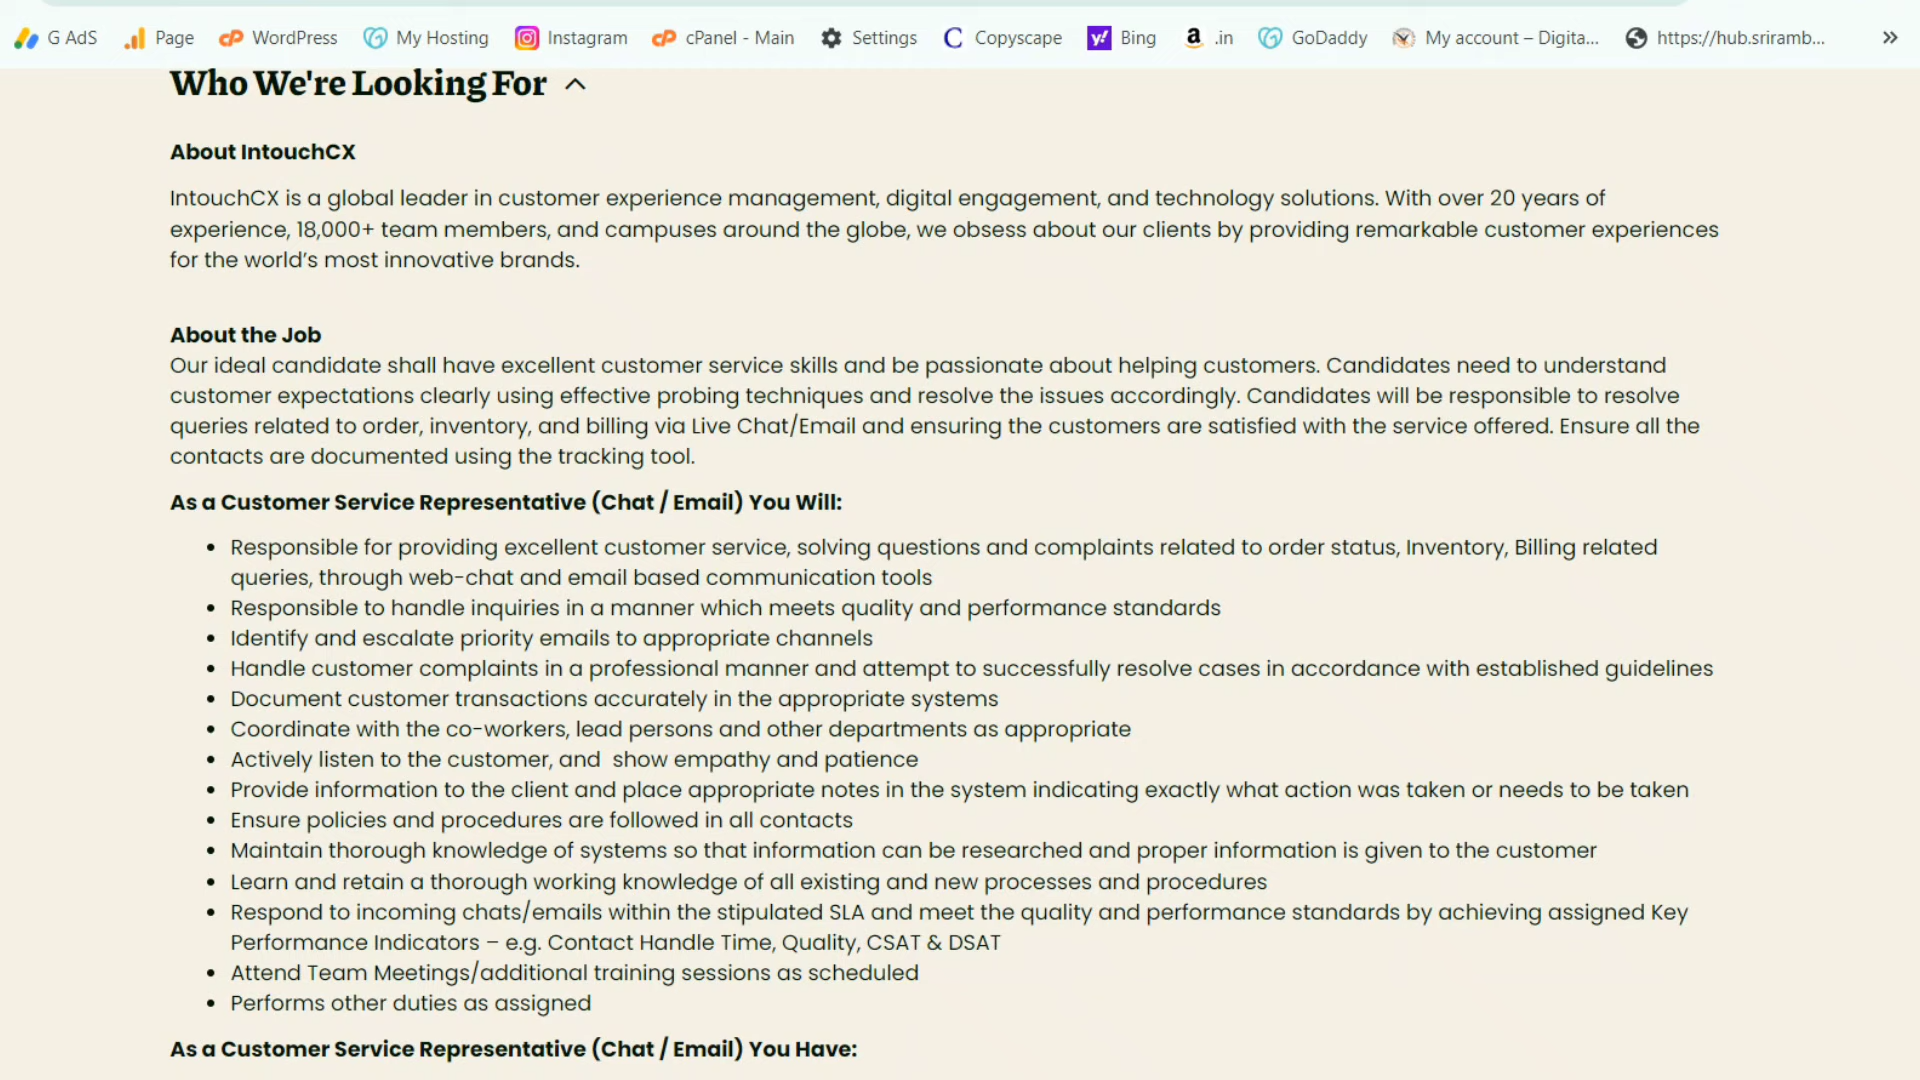 G AdS Page WordPress My Hosting Instagram cPanel - Main Settings Copyscape Bing .in GoDaddy My account – Digita... https://hub.sriramb...
Who We're Looking For
About IntouchCX
IntouchCX is a global leader in customer experience management, digital engagement, and technology solutions. With over 20 years of
experience, 18,000+ team members, and campuses around the globe, we obsess about our clients by providing remarkable customer experiences
for the world’s most innovative brands.
About the Job
Our ideal candidate shall have excellent customer service skills and be passionate about helping customers. Candidates need to understand
customer expectations clearly using effective probing techniques and resolve the issues accordingly. Candidates will be responsible to resolve
queries related to order, inventory, and billing via Live Chat/Email and ensuring the customers are satisfied with the service offered. Ensure all the
contacts are documented using the tracking tool.
As a Customer Service Representative (Chat / Email) You Will:
• Responsible for providing excellent customer service, solving questions and complaints related to order status, Inventory, Billing related
queries, through web-chat and email based communication tools
• Responsible to handle inquiries in a manner which meets quality and performance standards
• Identify and escalate priority emails to appropriate channels
• Handle customer complaints in a professional manner and attempt to successfully resolve cases in accordance with established guidelines
• Document customer transactions accurately in the appropriate systems
• Coordinate with the co-workers, lead persons and other departments as appropriate
• Actively listen to the customer, and  show empathy and patience
• Provide information to the client and place appropriate notes in the system indicating exactly what action was taken or needs to be taken
• Ensure policies and procedures are followed in all contacts
• Maintain thorough knowledge of systems so that information can be researched and proper information is given to the customer
• Learn and retain a thorough working knowledge of all existing and new processes and procedures
• Respond to incoming chats/emails within the stipulated SLA and meet the quality and performance standards by achieving assigned Key
Performance Indicators – e.g. Contact Handle Time, Quality, CSAT & DSAT
• Attend Team Meetings/additional training sessions as scheduled
• Performs other duties as assigned
As a Customer Service Representative (Chat / Email) You Have: